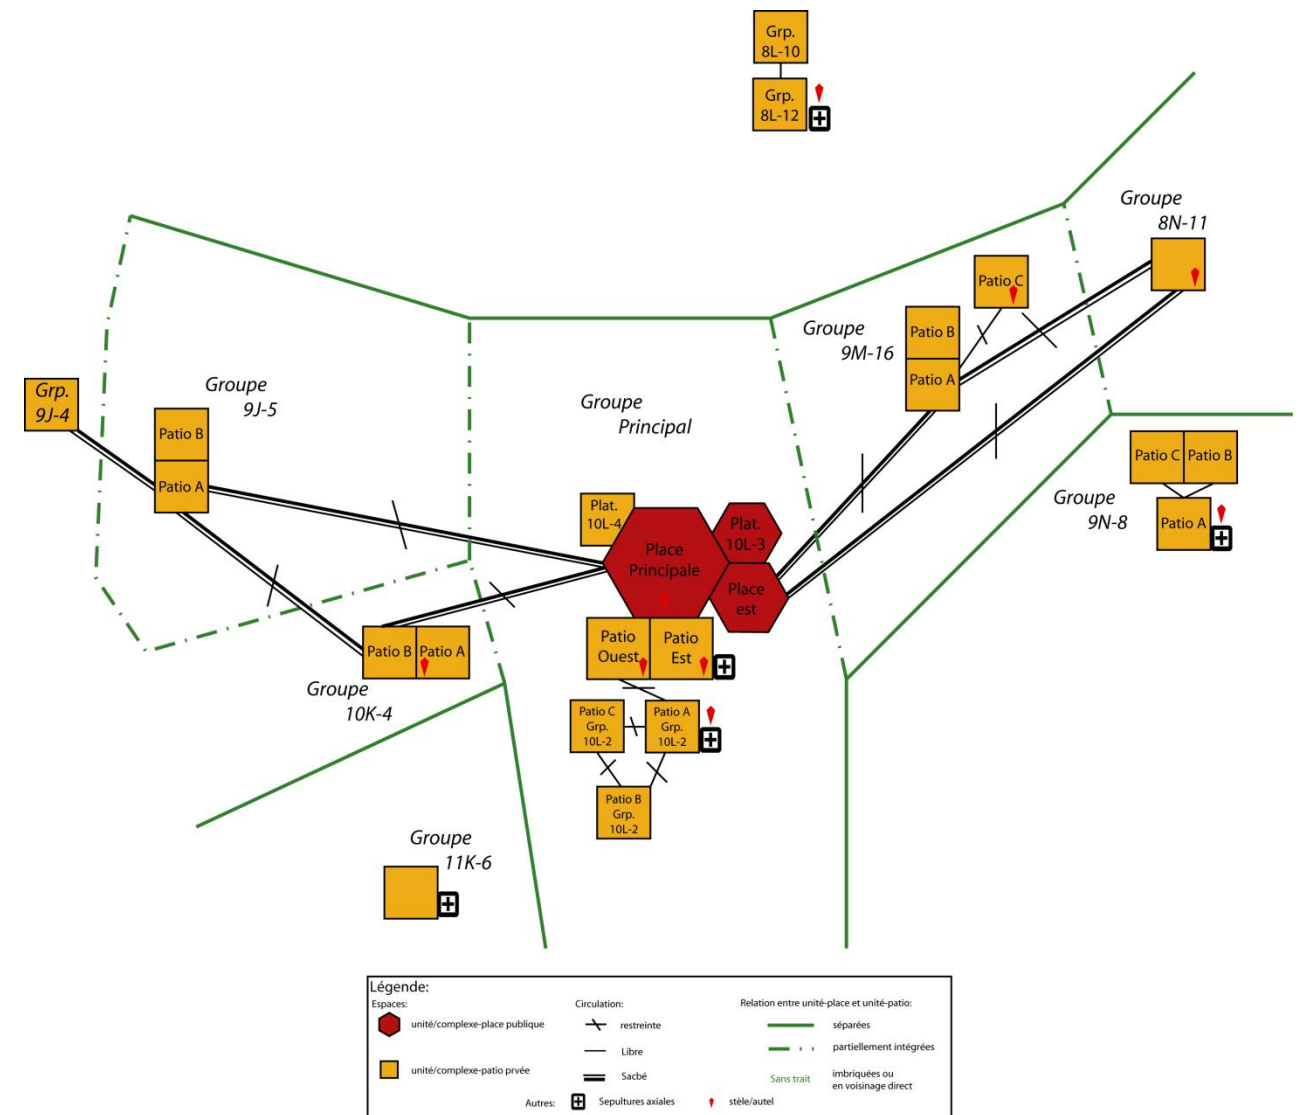 Grp.
8L-10
Grp.
8L-12
Groupe
8N-11
Patio C
Groupe
9M-16
Patio B
Patio A
Grp.
9J-4
Groupe
9J-5
Patio B
Patio A
Groupe
Principal
Patio C
Patio B
Groupe
9N-8
Patio A
Plat.
10L-4
Place
Principale
Plat.
10L-3
Place
est
Patio B
Patio A
Groupe
10K-4
Patio
Ouest
Patio
Est
Patio C
Grp.
10L-2
Patio A
Grp.
10L-2
Patio B
Grp.
10L-2
Groupe
11K-6
Légende:
Espaces:
unité/complexe-place publique
unité/complexe-patio prvée
Circulation:
restreinte
Libre
Sacbé
Relation entre unité-place et unité-patio:
séparées
partiellement intégrées
Sans trait
imbriquées ou
en voisinage direct
Autres:
Sepultures axiales
stèle/autel